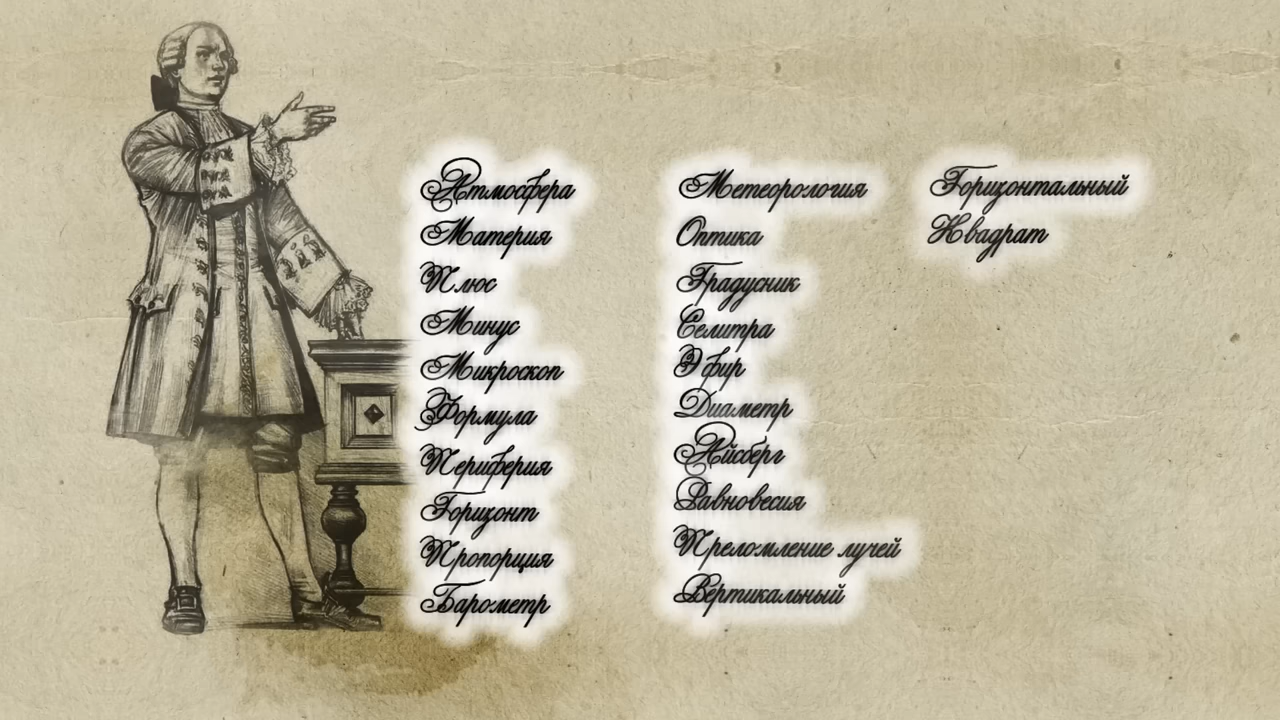 Атмосфера
Материя
Плюс
Минус
Микроскоп
Формула
Периферия
Горизонт
Пропорция
Барометр
Метеорология
Оптика
Градусник
Селитра
Эфир
Диаметр
Айсберг
Равновесия
Преломление лучей
Вертикальный
Горизонтальный
Квадрат